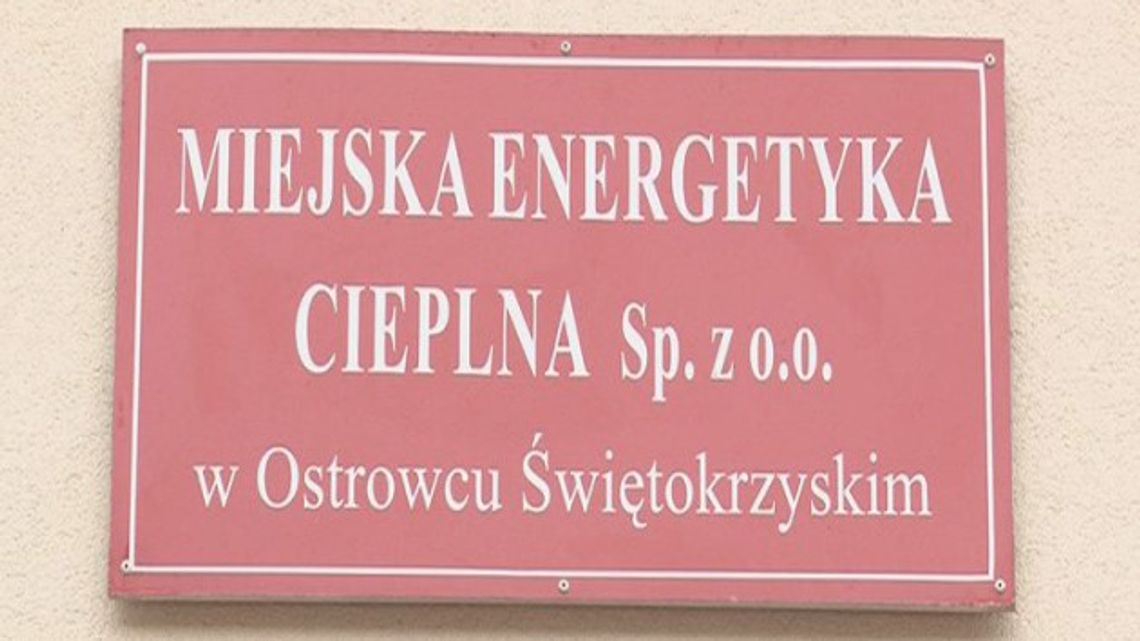 MIEJSKA ENERGETYKA
CIEPLNA Sp. z o.o.
w Ostrowcu Świętokrzyskim